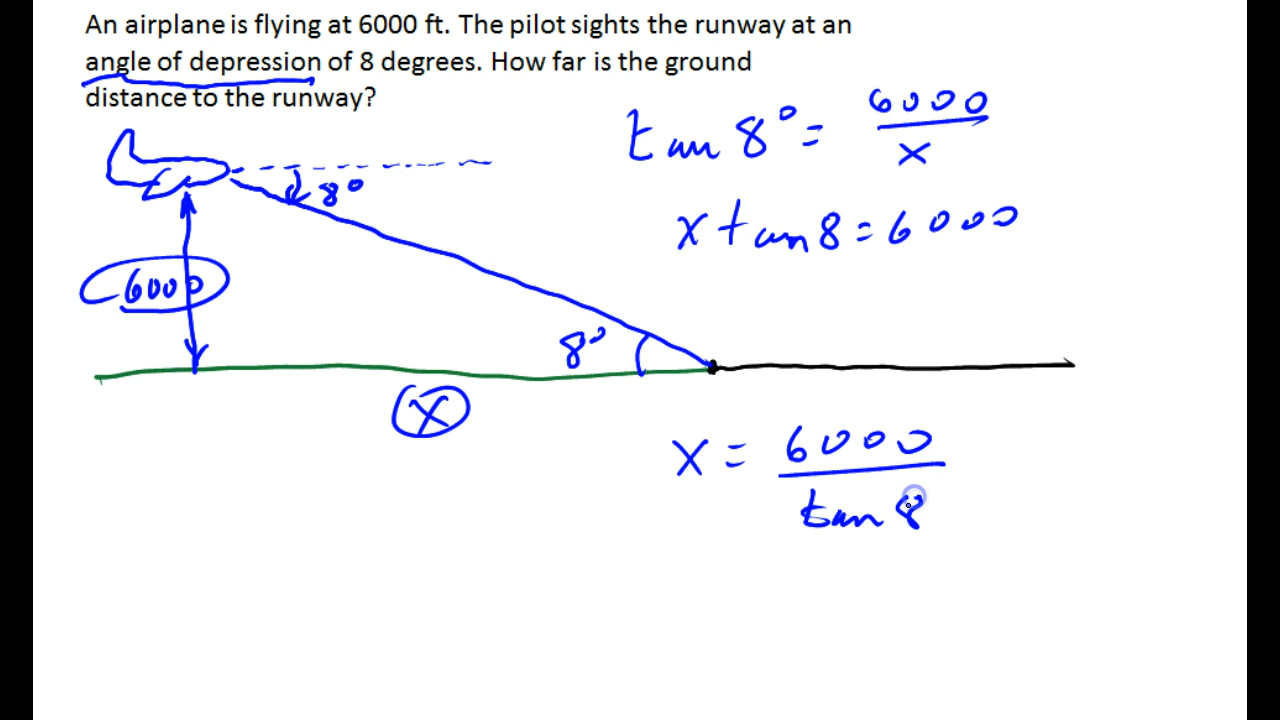 An airplane is flying at 6000 ft. The pilot sights the runway at an
angle of depression of 8 degrees. How far is the ground
distance to the runway?
tan 8° = 6000/x
8°
x tan 8 = 6000
6000
8°
x
x = 6000/tan 8